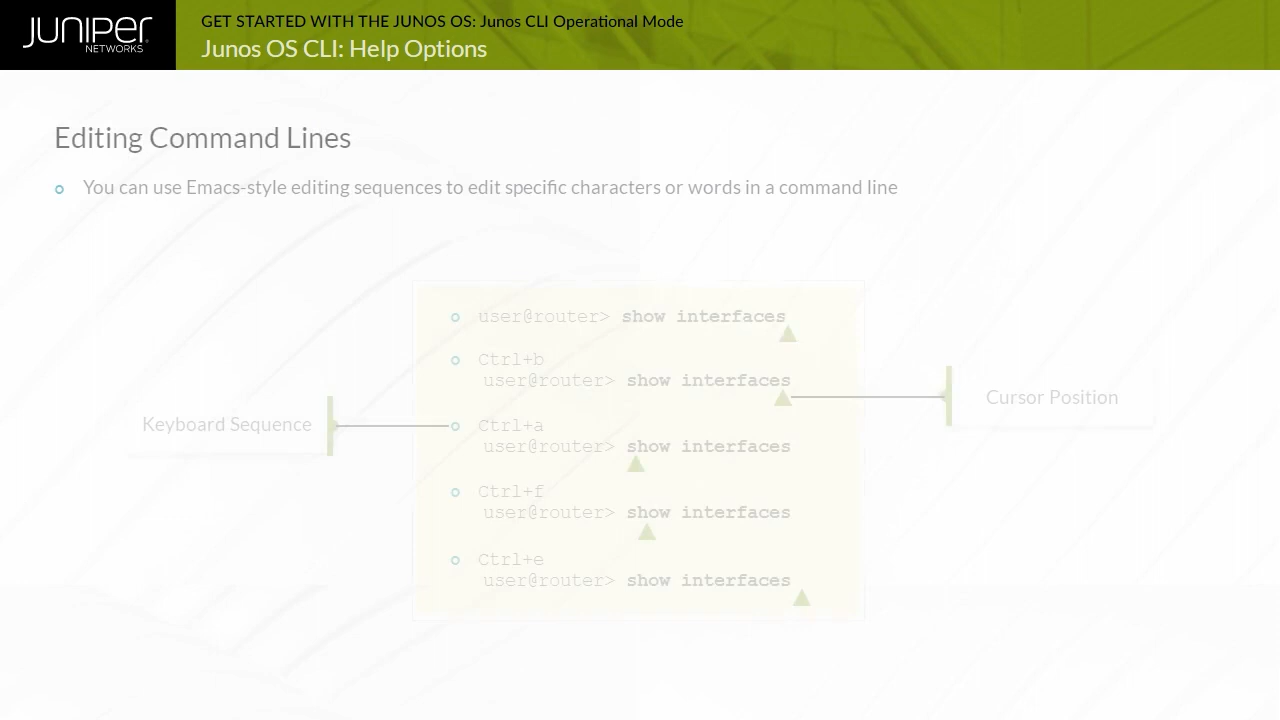 JUNIPER
NETWORKS
GET STARTED WITH THE JUNOS OS: Junos CLI Operational Mode
Junos OS CLI: Help Options
Editing Command Lines
You can use Emacs-style editing sequences to edit specific characters or words in a command line
user@router> show interfaces
Ctrl+b
user@router> show interfaces
Cursor Position
Keyboard Sequence
Ctrl+a
user@router> show interfaces
Ctrl+f
user@router> show interfaces
Ctrl+e
user@router> show interfaces